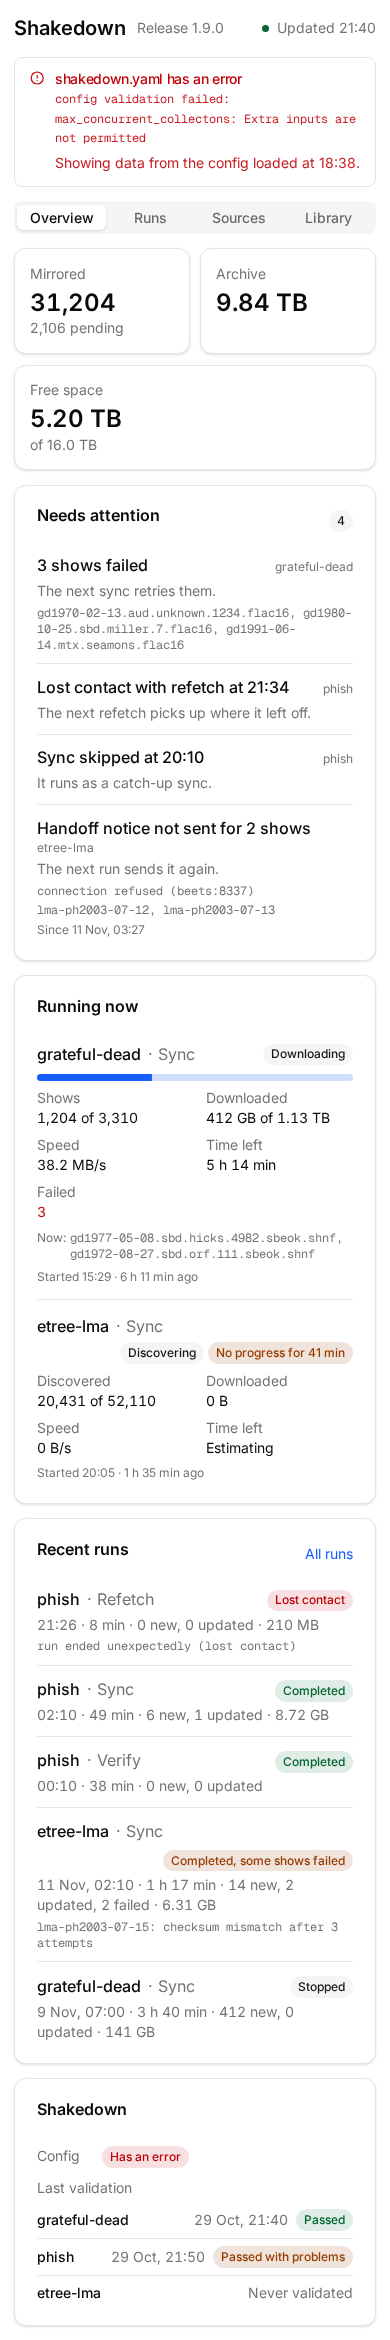 Shakedown Release 1.9.0 Updated 21:40
shakedown.yaml has an error
config validation failed:
max_concurrent_collectons: Extra inputs are
not permitted
Showing data from the config loaded at 18:38.
Overview Runs Sources Library
Mirrored
31,204
2,106 pending
Archive
9.84 TB
Free space
5.20 TB
of 16.0 TB
Needs attention 4
3 shows failed grateful-dead
The next sync retries them.
gd1970-02-13.aud.unknown.1234.flac16, gd1980-
10-25.sbd.miller.7.flac16, gd1991-06-
14.mtx.seamons.flac16
Lost contact with refetch at 21:34 phish
The next refetch picks up where it left off.
Sync skipped at 20:10 phish
It runs as a catch-up sync.
Handoff notice not sent for 2 shows
etree-lma
The next run sends it again.
connection refused (beets:8337)
lma-ph2003-07-12, lma-ph2003-07-13
Since 11 Nov, 03:27
Running now
grateful-dead · Sync Downloading
Shows Downloaded
1,204 of 3,310 412 GB of 1.13 TB
Speed Time left
38.2 MB/s 5 h 14 min
Failed
3
Now: gd1977-05-08.sbd.hicks.4982.sbeok.shnf,
gd1972-08-27.sbd.orf.111.sbeok.shnf
Started 15:29 · 6 h 11 min ago
etree-lma · Sync
Discovering No progress for 41 min
Discovered Downloaded
20,431 of 52,110 0 B
Speed Time left
0 B/s Estimating
Started 20:05 · 1 h 35 min ago
Recent runs All runs
phish · Refetch Lost contact
21:26 · 8 min · 0 new, 0 updated · 210 MB
run ended unexpectedly (lost contact)
phish · Sync Completed
02:10 · 49 min · 6 new, 1 updated · 8.72 GB
phish · Verify Completed
00:10 · 38 min · 0 new, 0 updated
etree-lma · Sync
Completed, some shows failed
11 Nov, 02:10 · 1 h 17 min · 14 new, 2
updated, 2 failed · 6.31 GB
lma-ph2003-07-15: checksum mismatch after 3
attempts
grateful-dead · Sync Stopped
9 Nov, 07:00 · 3 h 40 min · 412 new, 0
updated · 141 GB
Shakedown
Config Has an error
Last validation
grateful-dead 29 Oct, 21:40 Passed
phish 29 Oct, 21:50 Passed with problems
etree-lma Never validated